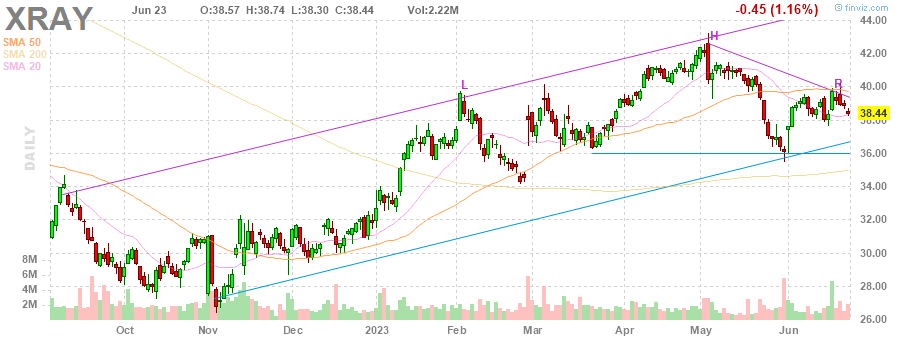 XRAY Jun 23 O:38.57 H:38.74 L:38.30 C:38.44 Vol:2.22M -0.45 (1.16%) © finviz.com
SMA 50
SMA 200
SMA 20
DAILY
L
H
R
44.00
42.00
40.00
38.44
38.00
36.00
34.00
32.00
30.00
28.00
26.00
8M
6M
4M
2M
Oct Nov Dec 2023 Feb Mar Apr May Jun